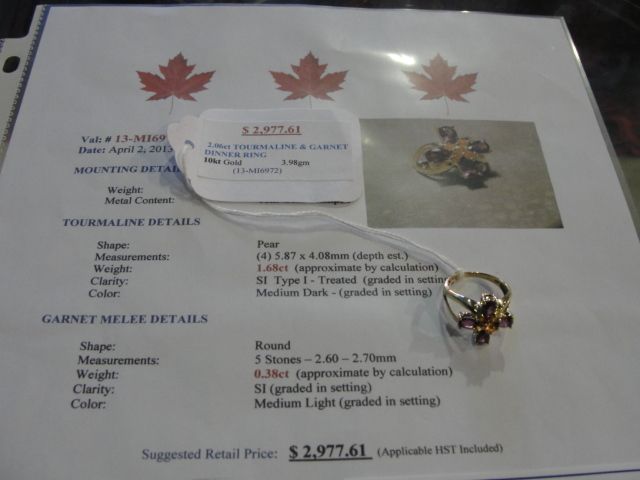 Val: # 13-MI69
Date: April 2, 2013
$ 2,977.61
2.06ct TOURMALINE & GARNET
DINNER RING
10kt Gold 3.98gm
(13-MI6972)
MOUNTING DETAI
Weight:
Metal Content:
TOURMALINE DETAILS
Shape: Pear
Measurements: (4) 5.87 x 4.08mm (depth est.)
Weight: 1.68ct (approximate by calculation)
Clarity: SI Type I - Treated (graded in settin
Color: Medium Dark - (graded in setting)
GARNET MELEE DETAILS
Shape: Round
Measurements: 5 Stones – 2.60 – 2.70mm
Weight: 0.38ct (approximate by calculation)
Clarity: SI (graded in setting)
Color: Medium Light (graded in setting)
Suggested Retail Price: $ 2,977.61 (Applicable HST Included)